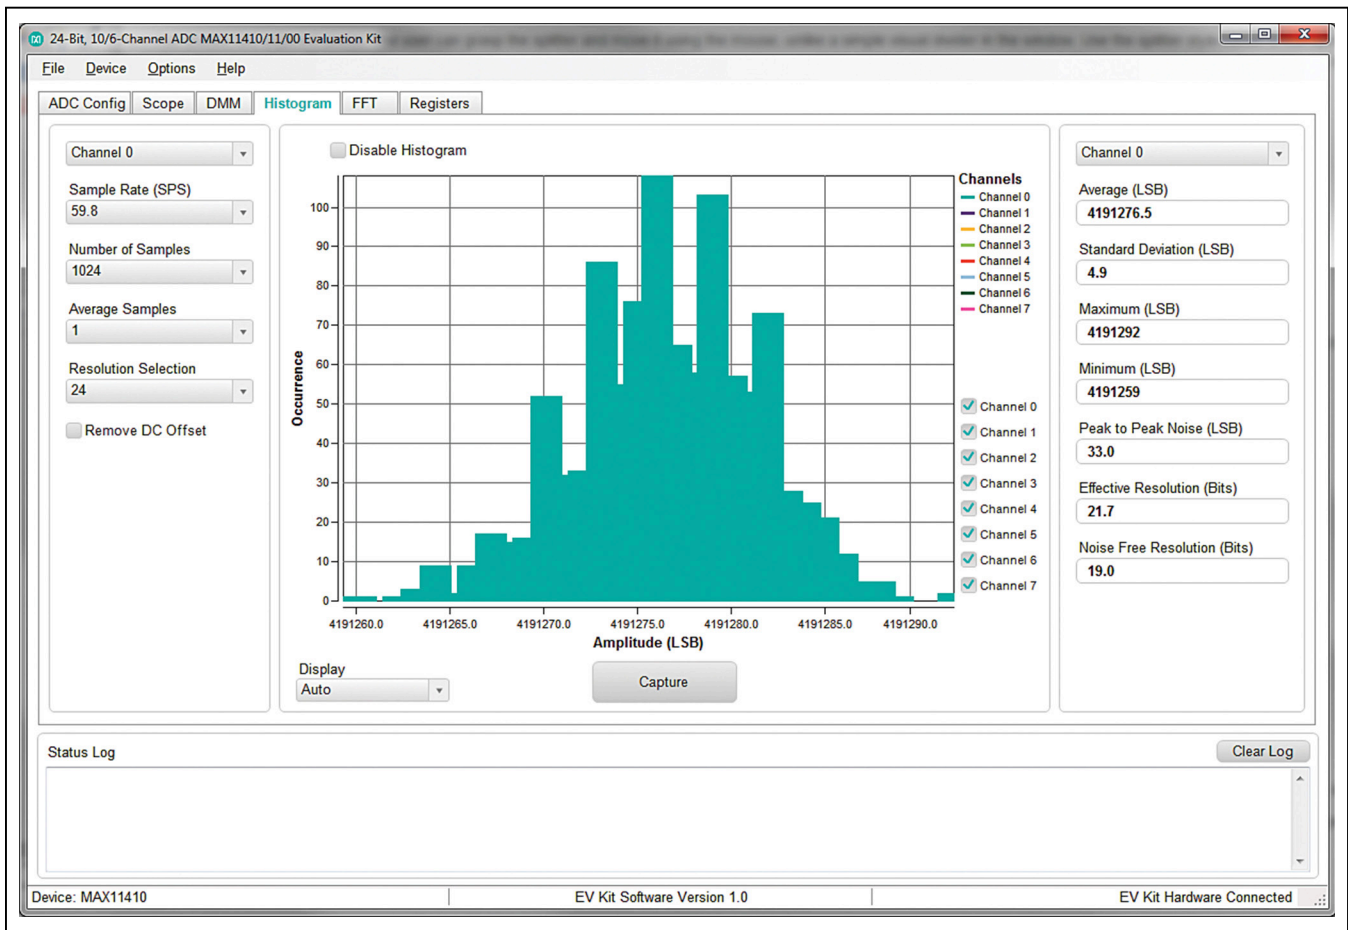 24-Bit, 10/6-Channel ADC MAX11410/11/00 Evaluation Kit
File Device Options Help
ADC Config Scope DMM Histogram FFT Registers
Channel 0
Sample Rate (SPS)
59.8
Number of Samples
1024
Average Samples
1
Resolution Selection
24
Remove DC Offset
Disable Histogram
Occurrence
100
90
80
70
60
50
40
30
20
10
0
4191260.0 4191265.0 4191270.0 4191275.0 4191280.0 4191285.0 4191290.0
Amplitude (LSB)
Channels
Channel 0
Channel 1
Channel 2
Channel 3
Channel 4
Channel 5
Channel 6
Channel 7
Channel 0
Channel 1
Channel 2
Channel 3
Channel 4
Channel 5
Channel 6
Channel 7
Display
Auto
Capture
Channel 0
Average (LSB)
4191276.5
Standard Deviation (LSB)
4.9
Maximum (LSB)
4191292
Minimum (LSB)
4191259
Peak to Peak Noise (LSB)
33.0
Effective Resolution (Bits)
21.7
Noise Free Resolution (Bits)
19.0
Status Log
Clear Log
Device: MAX11410
EV Kit Software Version 1.0
EV Kit Hardware Connected